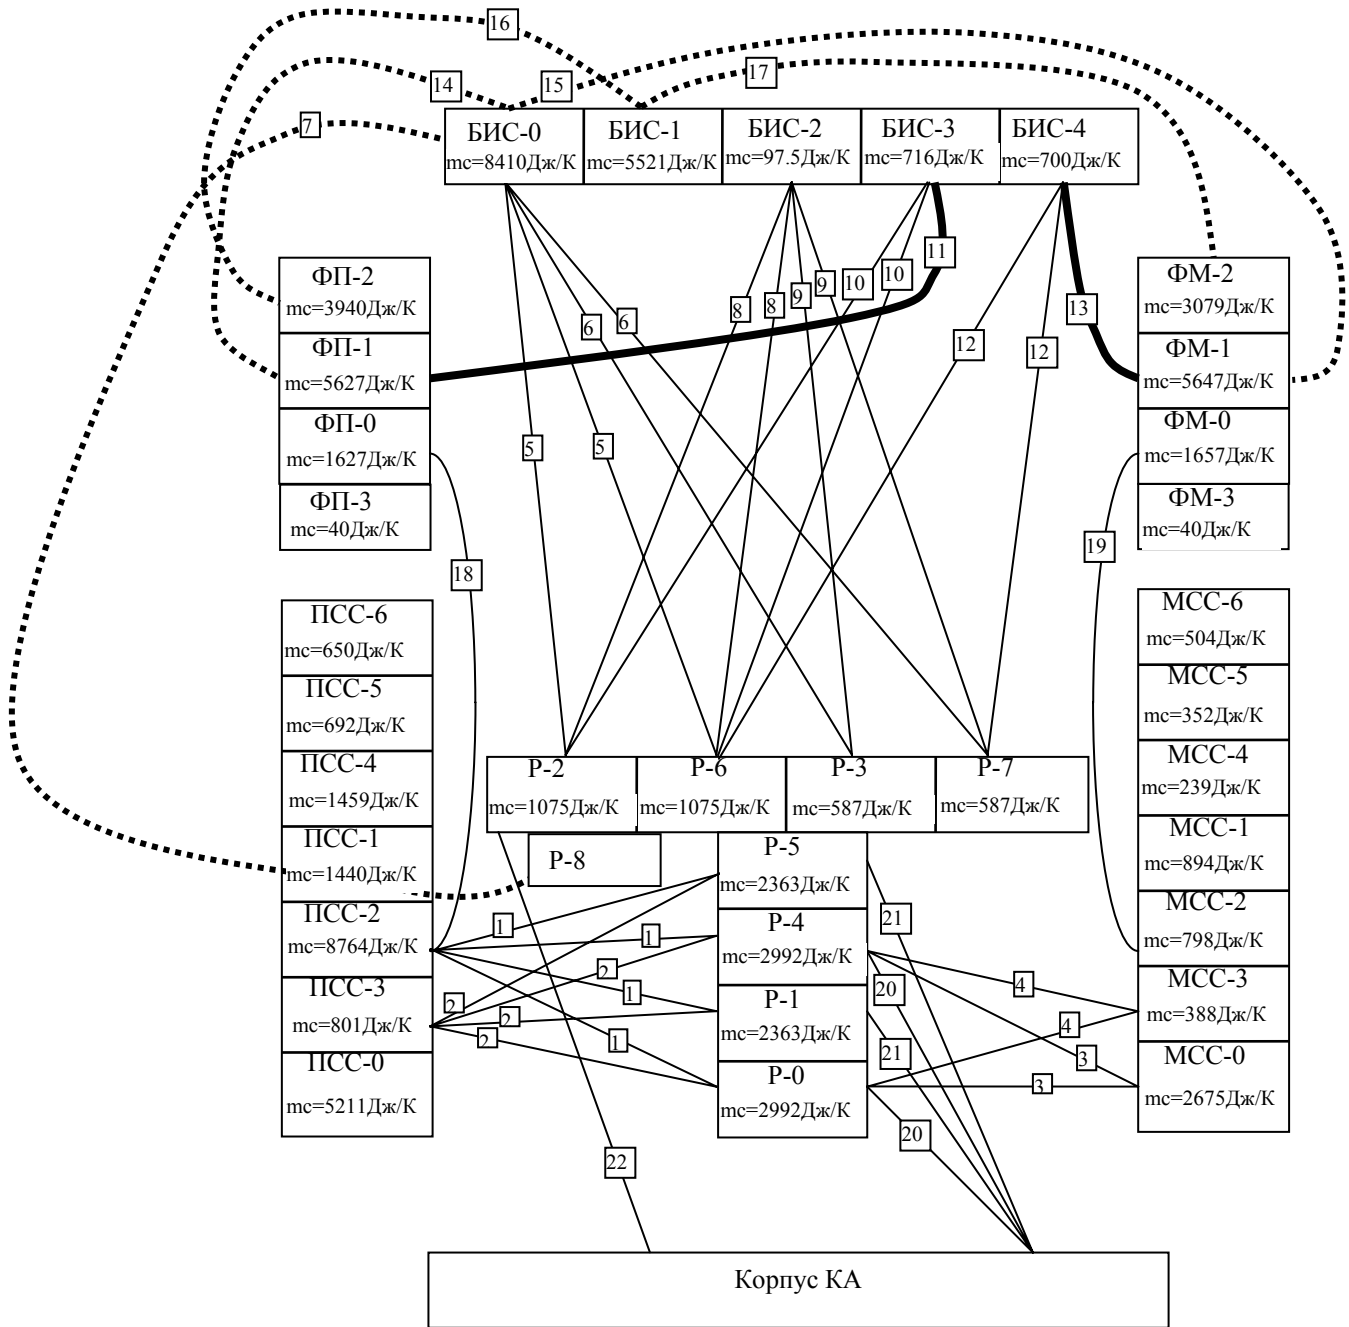 16
17
14
15
7
БИС-0
БИС-1
БИС-2
БИС-3
БИС-4
mc=8410Дж/К
mc=5521Дж/К
mc=97.5Дж/К
mc=716Дж/К
mc=700Дж/К
11
ФП-2
mc=3940Дж/К
ФП-1
mc=5627Дж/К
ФП-0
mc=1627Дж/К
ФП-3
mc=40Дж/К
ФМ-2
mc=3079Дж/К
ФМ-1
mc=5647Дж/К
ФМ-0
mc=1657Дж/К
ФМ-3
mc=40Дж/К
10
10
9
9
8
8
6
6
13
12
12
5
5
18
19
ПСС-6
mc=650Дж/К
ПСС-5
mc=692Дж/К
ПСС-4
mc=1459Дж/К
ПСС-1
mc=1440Дж/К
ПСС-2
mc=8764Дж/К
ПСС-3
mc=801Дж/К
ПСС-0
mc=5211Дж/К
МСС-6
mc=504Дж/К
МСС-5
mc=352Дж/К
МСС-4
mc=239Дж/К
МСС-1
mc=894Дж/К
МСС-2
mc=798Дж/К
МСС-3
mc=388Дж/К
МСС-0
mc=2675Дж/К
Р-2
Р-6
Р-3
Р-7
mc=1075Дж/К
mc=1075Дж/К
mc=587Дж/К
mc=587Дж/К
Р-8
Р-5
mc=2363Дж/К
Р-4
mc=2992Дж/К
Р-1
mc=2363Дж/К
Р-0
mc=2992Дж/К
1
1
2
1
2
2
2
1
21
20
21
20
4
4
3
3
22
Корпус КА